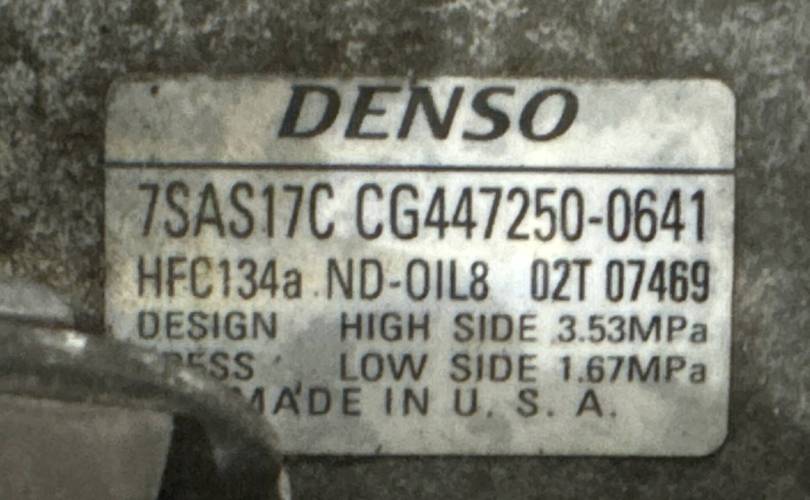 DENSO
7SAS17C CG447250-0641
HFC134a ND-OIL8 02T 07469
DESIGN HIGH SIDE 3.53MPa
LOW SIDE 1.67MPa
MADE IN U. S. A.